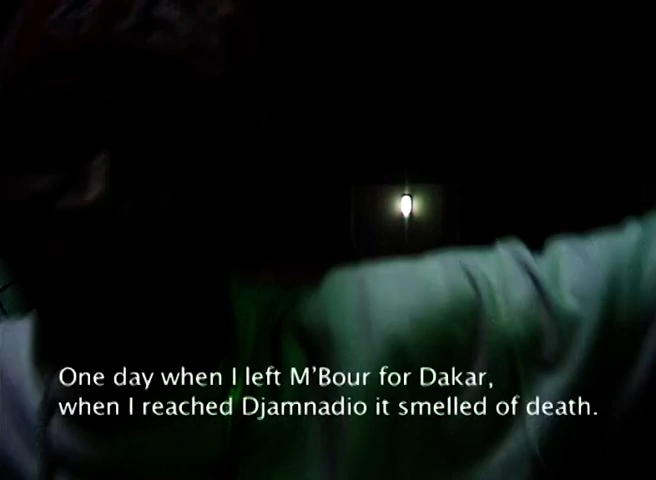 One day when I left M'Bour for Dakar,
when I reached Djamnadio it smelled of death.